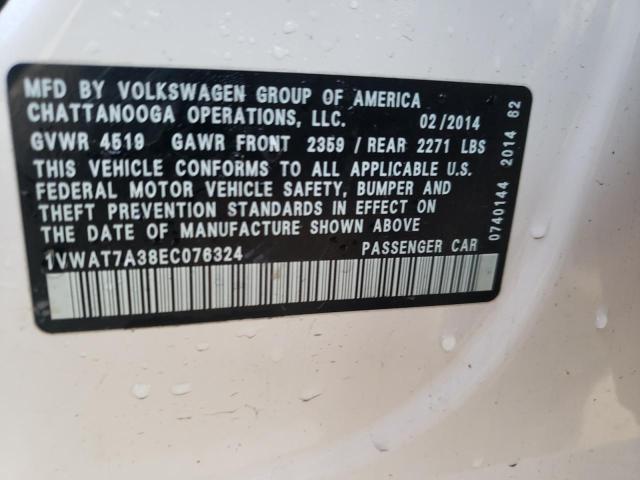 MFD BY VOLKSWAGEN GROUP OF AMERICA
CHATTANOOGA OPERATIONS, LLC. 02/2014
GVWR 4519 GAWR FRONT 2359 / REAR 2271 LBS
THIS VEHICLE CONFORMS TO ALL APPLICABLE U.S.
FEDERAL MOTOR VEHICLE SAFETY, BUMPER AND
THEFT PREVENTION STANDARDS IN EFFECT ON
THE DATE OF MANUFACTURE SHOWN ABOVE
1VWAT7A38EC076324 PASSENGER CAR
0740144 2014 62